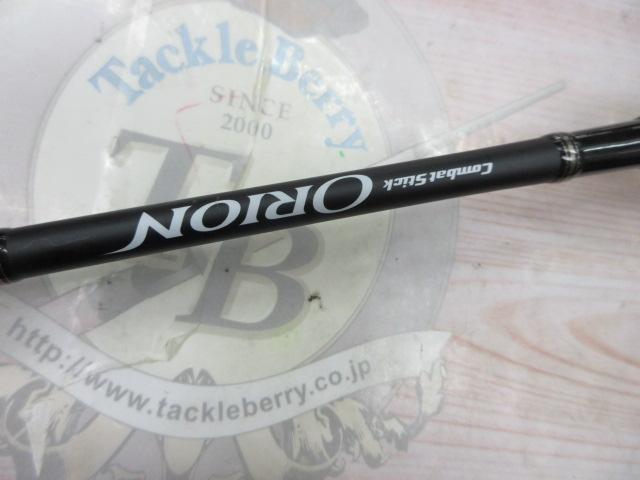 Tackle Berry
SINCE
2000
TB
Combat Stick
ORION
http://www.tackleberry.co.jp